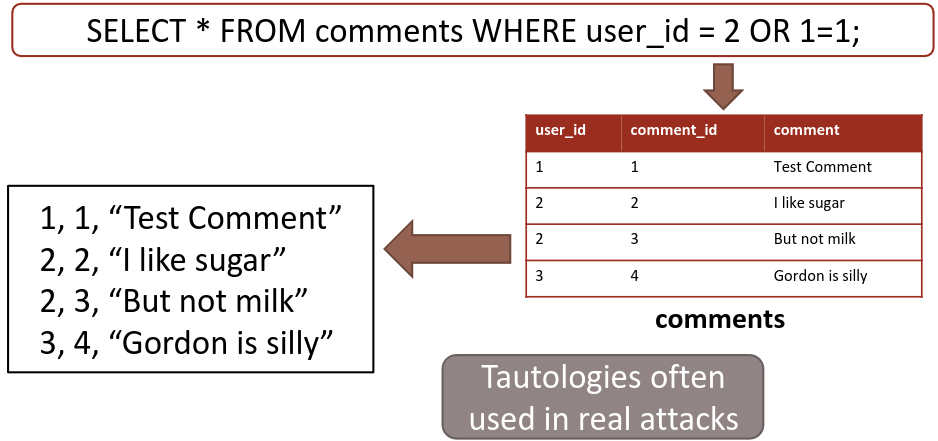 SELECT * FROM comments WHERE user_id = 2 OR 1=1;
user_id comment_id comment
1 1 Test Comment
2 2 I like sugar
2 3 But not milk
3 4 Gordon is silly
comments
1, 1, “Test Comment”
2, 2, “I like sugar”
2, 3, “But not milk”
3, 4, “Gordon is silly”
Tautologies often
used in real attacks